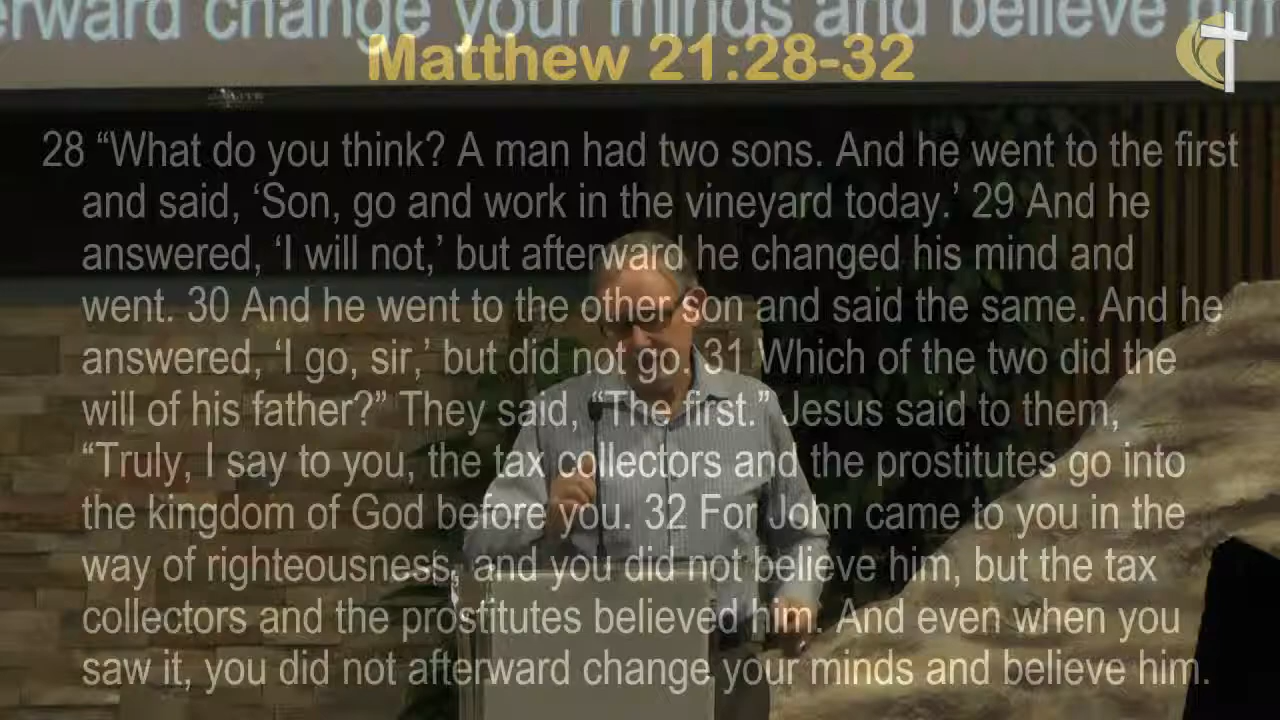 erward change your minds and believe him
Matthew 21:28-32
28 “What do you think? A man had two sons. And he went to the first
and said, ‘Son, go and work in the vineyard today.’ 29 And he
answered, ‘I will not,’ but afterward he changed his mind and
went. 30 And he went to the other son and said the same. And he
answered, ‘I go, sir,’ but did not go. 31 Which of the two did the
will of his father?” They said, “The first.” Jesus said to them,
“Truly, I say to you, the tax collectors and the prostitutes go into
the kingdom of God before you. 32 For John came to you in the
way of righteousness, and you did not believe him, but the tax
collectors and the prostitutes believed him. And even when you
saw it, you did not afterward change your minds and believe him.